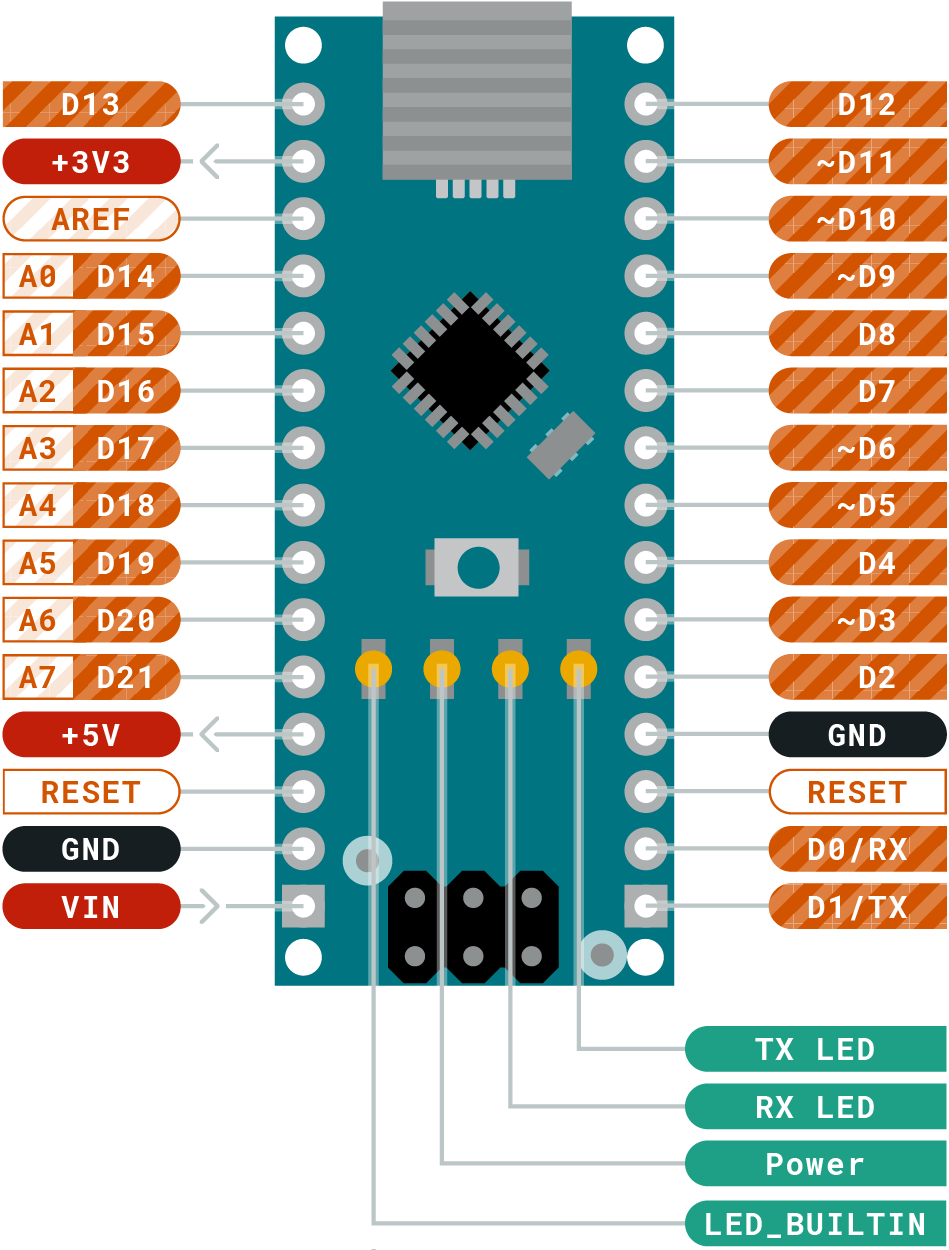 D13
+3V3
AREF
A0 D14
A1 D15
A2 D16
A3 D17
A4 D18
A5 D19
A6 D20
A7 D21
+5V
RESET
GND
VIN
D12
~D11
~D10
~D9
D8
D7
~D6
~D5
D4
~D3
D2
GND
RESET
D0/RX
D1/TX
TX LED
RX LED
Power
LED_BUILTIN